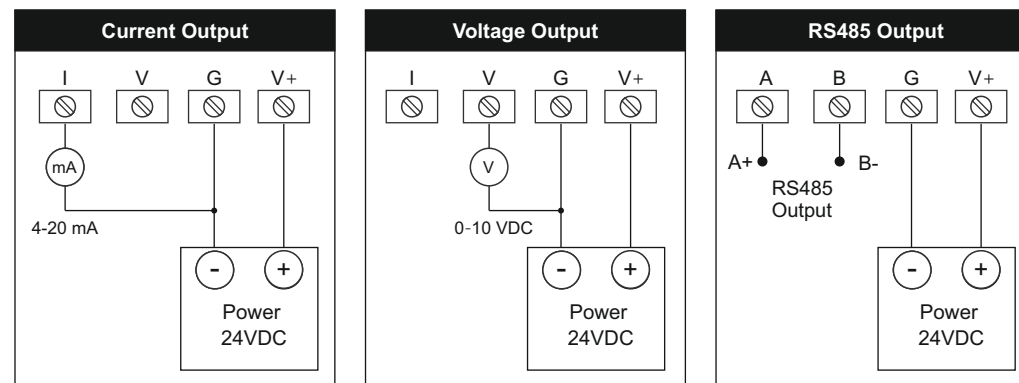 Current Output
I V G V+
mA
4-20 mA
- +
Power
24VDC
Voltage Output
I V G V+
V
0-10 VDC
- +
Power
24VDC
RS485 Output
A B G V+
A+ B-
RS485
Output
- +
Power
24VDC